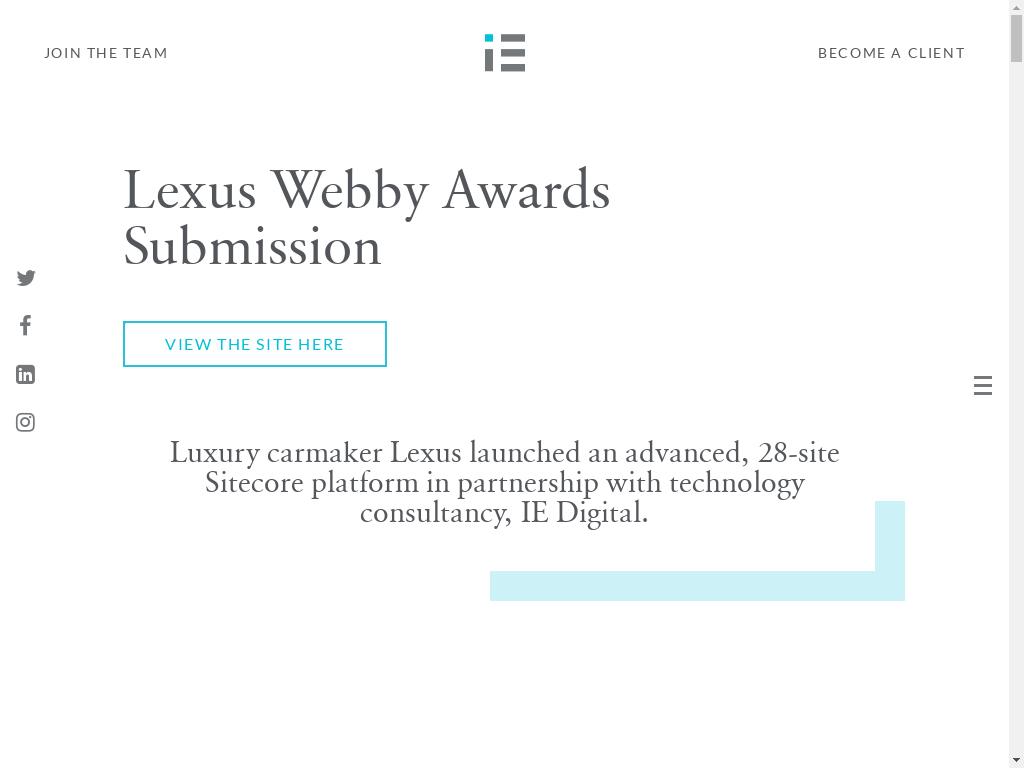 JOIN THE TEAM
BECOME A CLIENT
Lexus Webby Awards
Submission
VIEW THE SITE HERE
Luxury carmaker Lexus launched an advanced, 28-site
Sitecore platform in partnership with technology
consultancy, IE Digital.